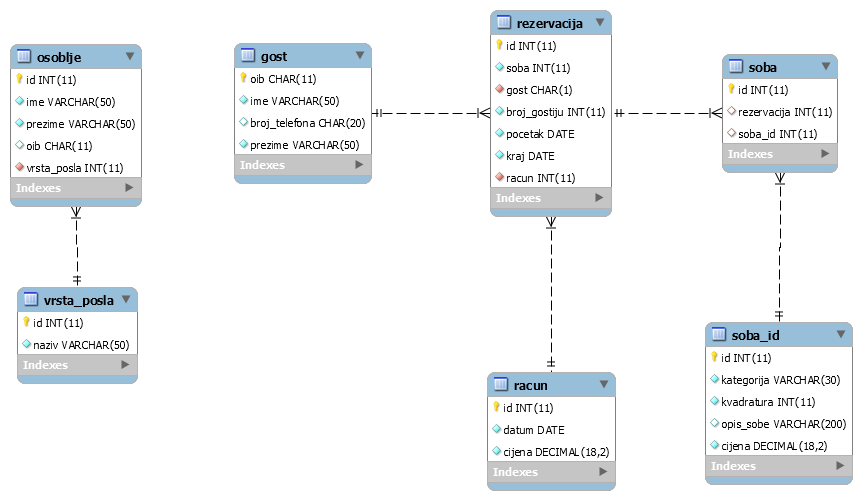 osoblje
id INT(11)
ime VARCHAR(50)
prezime VARCHAR(50)
oib CHAR(11)
vrsta_posla INT(11)
Indexes
gost
oib CHAR(11)
ime VARCHAR(50)
broj_telefona CHAR(20)
prezime VARCHAR(50)
Indexes
rezervacija
id INT(11)
soba INT(11)
gost CHAR(1)
broj_gostiju INT(11)
pocetak DATE
kraj DATE
racun INT(11)
Indexes
soba
id INT(11)
rezervacija INT(11)
soba_id INT(11)
Indexes
vrsta_posla
id INT(11)
naziv VARCHAR(50)
Indexes
racun
id INT(11)
datum DATE
cijena DECIMAL(18,2)
Indexes
soba_id
id INT(11)
kategorija VARCHAR(30)
kvadratura INT(11)
opis_sobe VARCHAR(200)
cijena DECIMAL(18,2)
Indexes